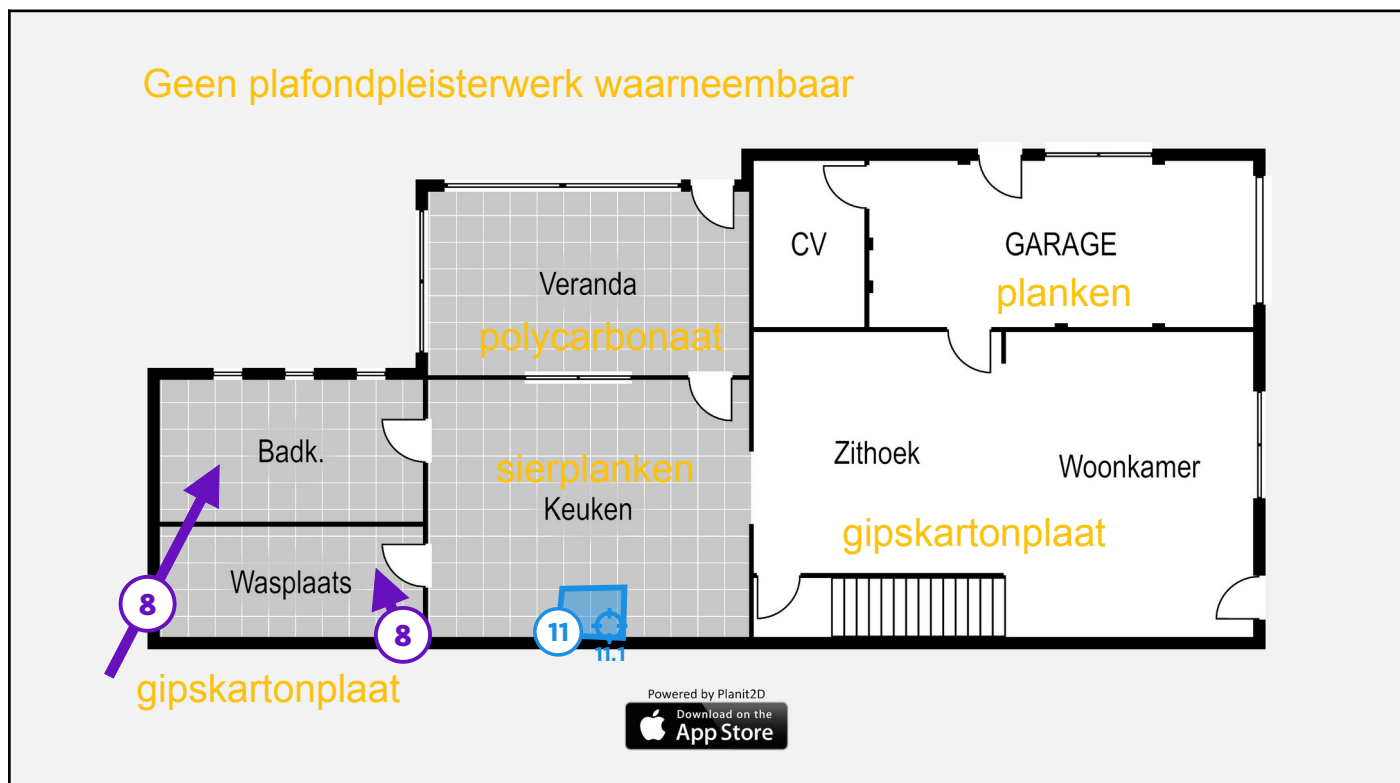 Geen plafondpleisterwerk waarneembaar
CV
GARAGE
planken
Veranda
polycarbonaat
Badk.
sierplanken
Keuken
Zithoek
Woonkamer
gipskartonplaat
Wasplaats
8
8
11
11.1
gipskartonplaat
Powered by Planit2D
Download on the
App Store